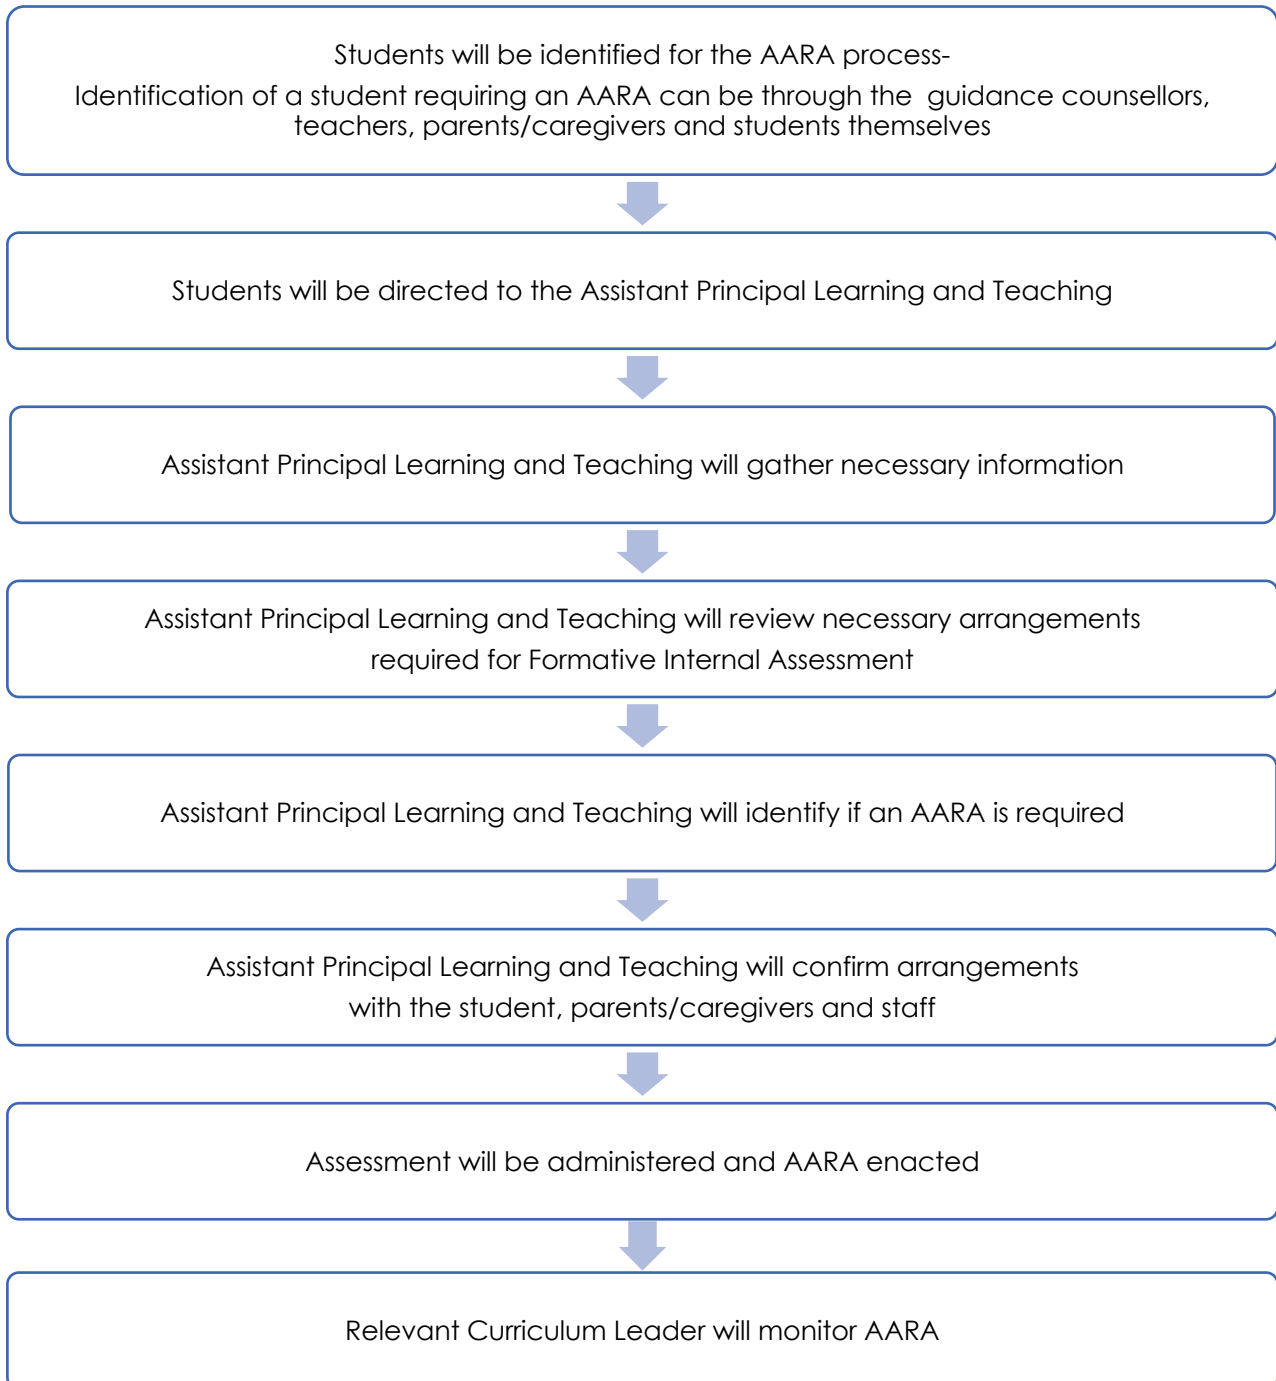 Students will be identified for the AARA process-
Identification of a student requiring an AARA can be through the guidance counsellors,
teachers, parents/caregivers and students themselves
Students will be directed to the Assistant Principal Learning and Teaching
Assistant Principal Learning and Teaching will gather necessary information
Assistant Principal Learning and Teaching will review necessary arrangements
required for Formative Internal Assessment
Assistant Principal Learning and Teaching will identify if an AARA is required
Assistant Principal Learning and Teaching will confirm arrangements
with the student, parents/caregivers and staff
Assessment will be administered and AARA enacted
Relevant Curriculum Leader will monitor AARA